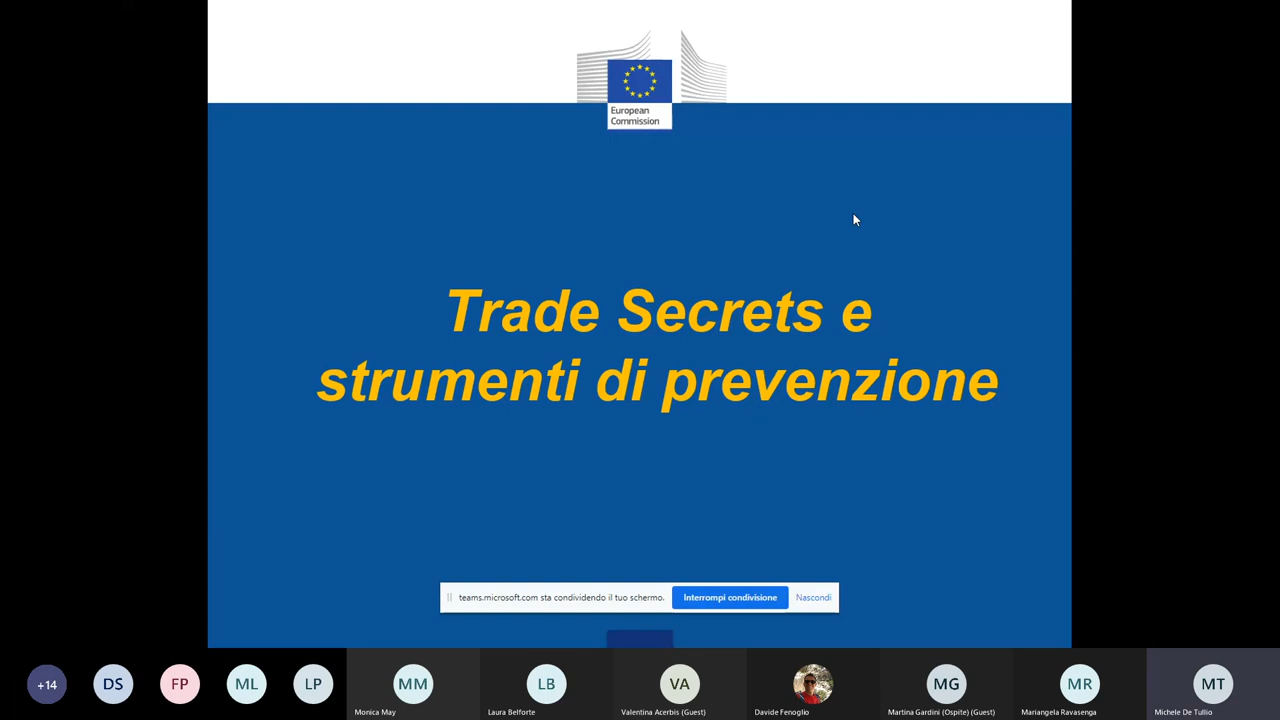 European
Commission
Trade Secrets e
strumenti di prevenzione
teams.microsoft.com sta condividendo il tuo schermo.
Interrompi condivisione
Nascondi
+14
DS
FP
ML
LP
MM
LB
VA
MG
MR
MT
Monica May
Laura Belforte
Valentina Acerbis (Guest)
Davide Fenoglio
Martina Gardini (Ospite) (Guest)
Mariangela Ravasenga
Michele De Tullio